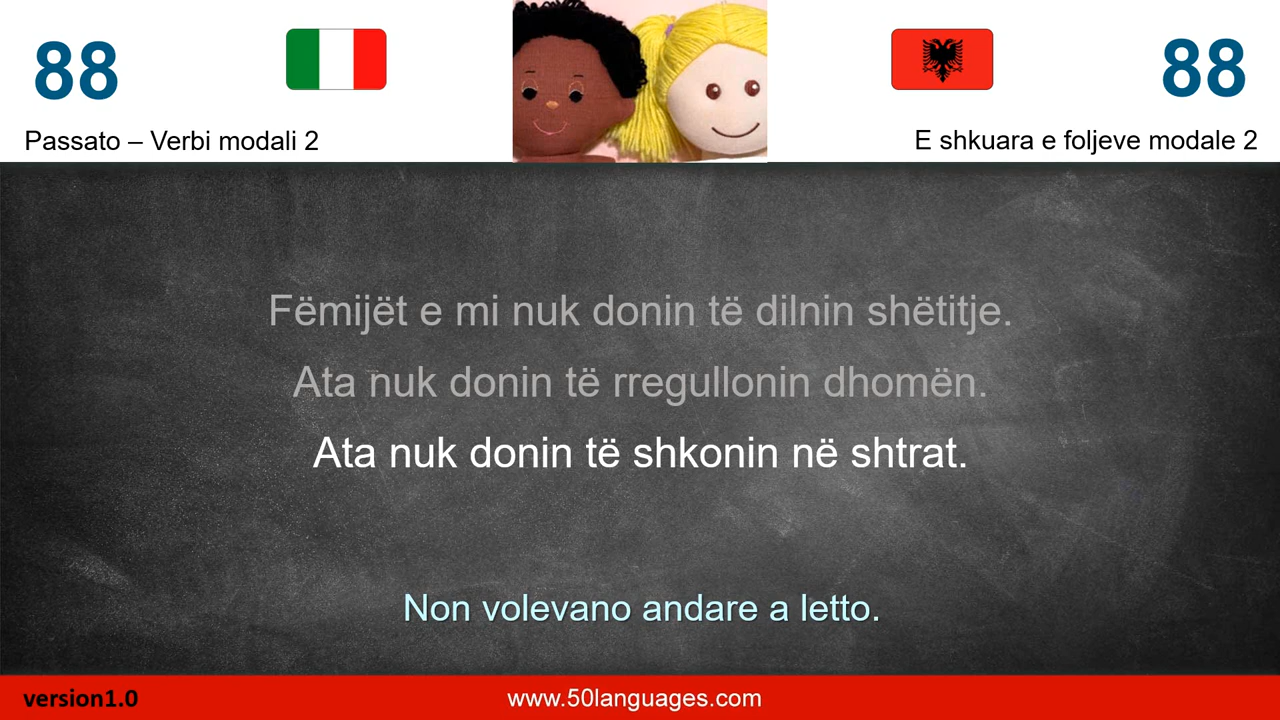 88
88
Passato – Verbi modali 2
E shkuara e foljeve modale 2
Fëmijët e mi nuk donin të dilnin shëtitje.
Ata nuk donin të rregullonin dhomën.
Ata nuk donin të shkonin në shtrat.
Non volevano andare a letto.
version1.0
www.50languages.com